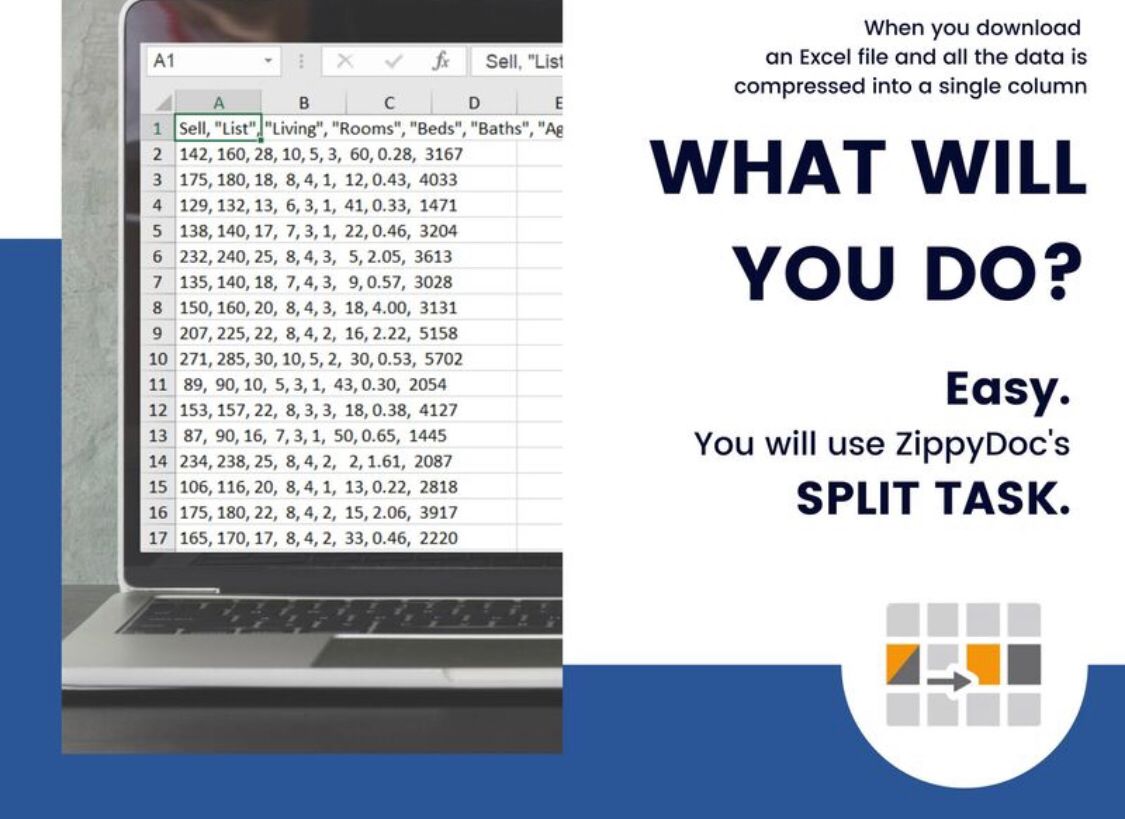 When you download
an Excel file and all the data is
compressed into a single column
WHAT WILL
YOU DO?
Easy.
You will use ZippyDoc's
SPLIT TASK.
A1 fx Sell, "List
A B C D E
1 Sell, "List", "Living", "Rooms", "Beds", "Baths", "Ag
2 142, 160, 28, 10, 5, 3, 60, 0.28, 3167
3 175, 180, 18, 8, 4, 1, 12, 0.43, 4033
4 129, 132, 13, 6, 3, 1, 41, 0.33, 1471
5 138, 140, 17, 7, 3, 1, 22, 0.46, 3204
6 232, 240, 25, 8, 4, 3, 5, 2.05, 3613
7 135, 140, 18, 7, 4, 3, 9, 0.57, 3028
8 150, 160, 20, 8, 4, 3, 18, 4.00, 3131
9 207, 225, 22, 8, 4, 2, 16, 2.22, 5158
10 271, 285, 30, 10, 5, 2, 30, 0.53, 5702
11 89, 90, 10, 5, 3, 1, 43, 0.30, 2054
12 153, 157, 22, 8, 3, 3, 18, 0.38, 4127
13 87, 90, 16, 7, 3, 1, 50, 0.65, 1445
14 234, 238, 25, 8, 4, 2, 2, 1.61, 2087
15 106, 116, 20, 8, 4, 1, 13, 0.22, 2818
16 175, 180, 22, 8, 4, 2, 15, 2.06, 3917
17 165, 170, 17, 8, 4, 2, 33, 0.46, 2220